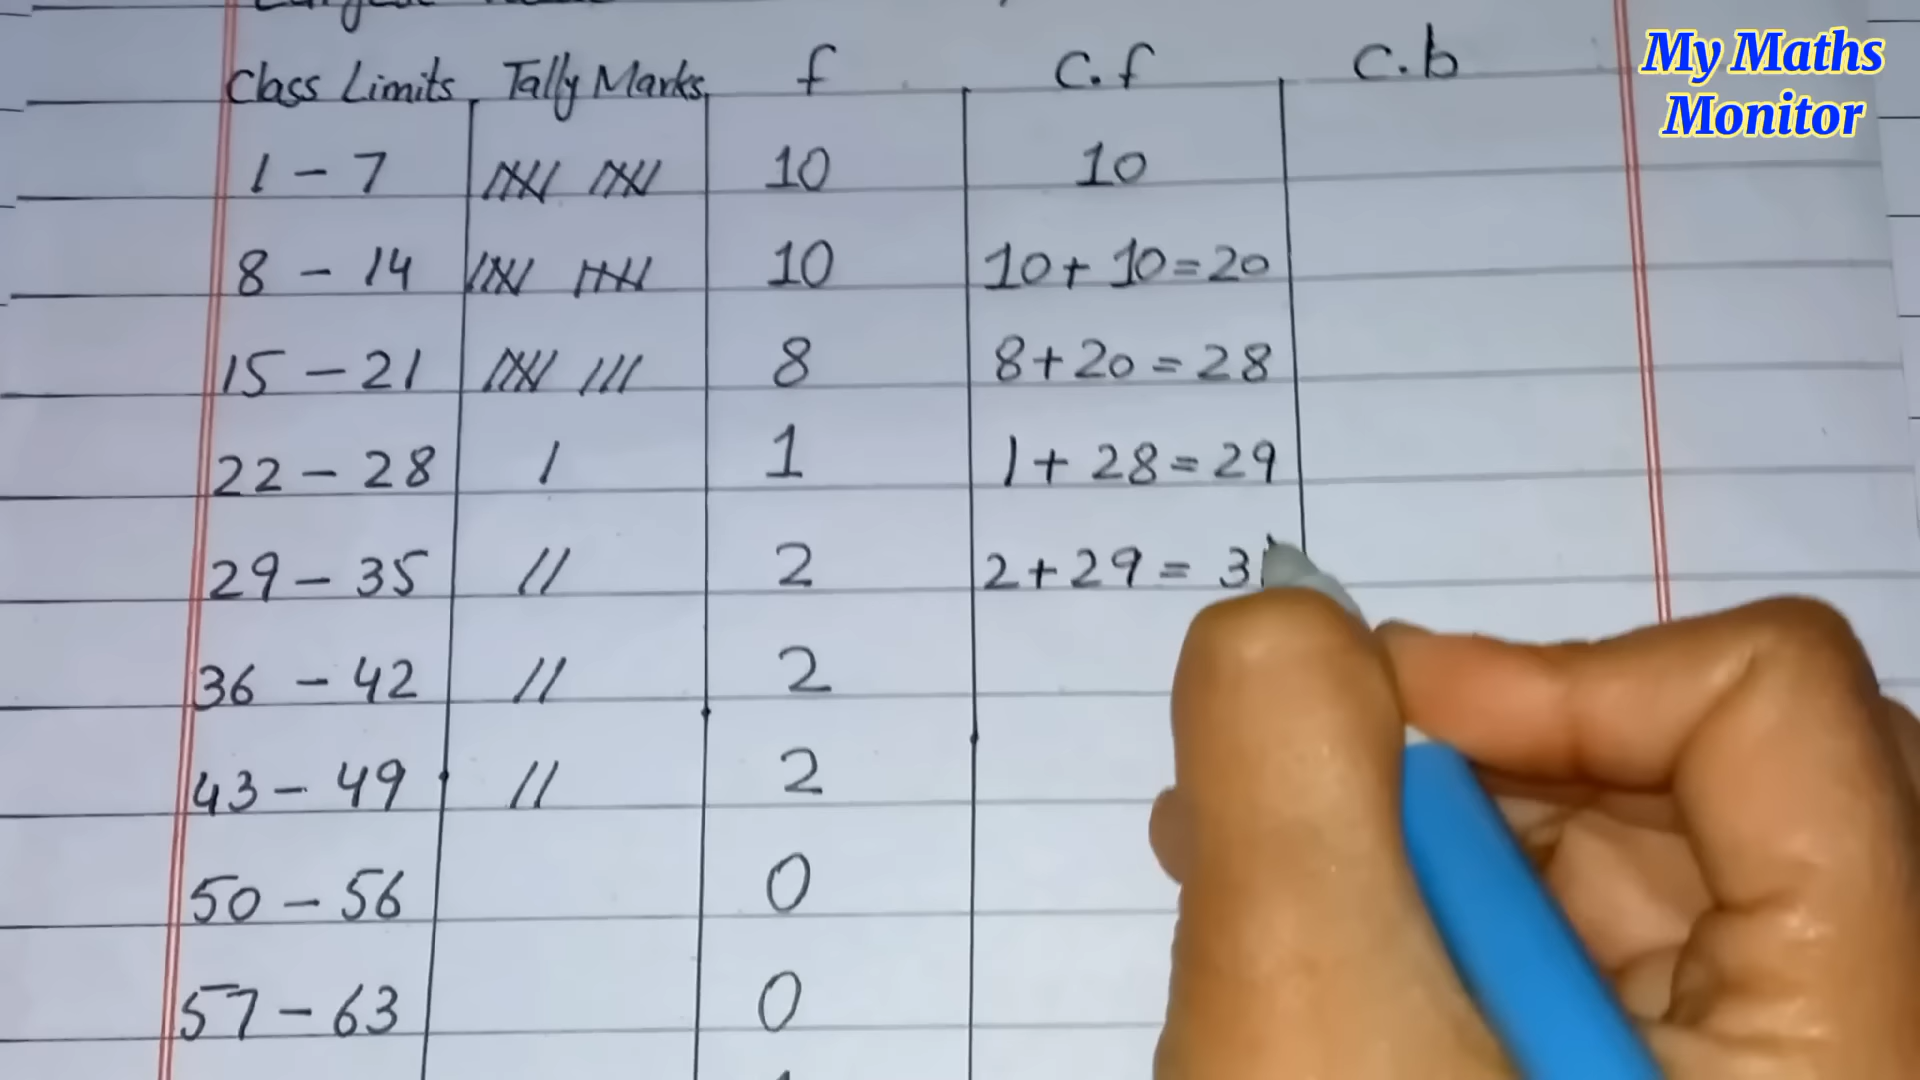 Class Limits Tally Marks f c.f C.b
1 - 7 10 10
8 - 14 10 10 + 10 = 20
15 - 21 8 8 + 20 = 28
22 - 28 1 1 + 28 = 29
29 - 35 2 2 + 29 =
36 - 42 2
43 - 49 2
50 - 56 0
57 - 63 0
My Maths
Monitor